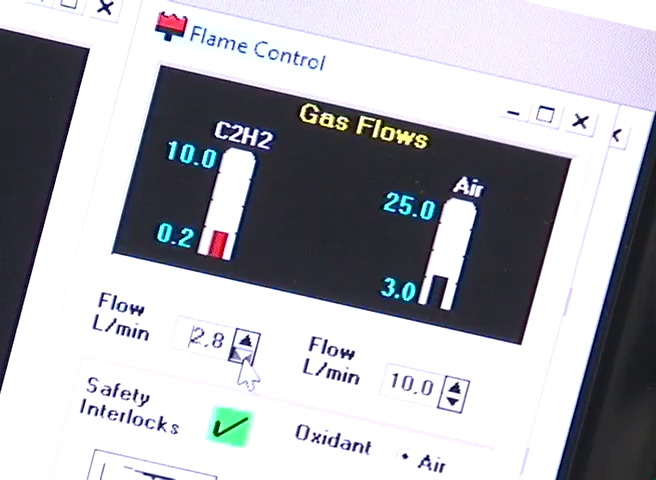 Flame Control
Gas Flows
C2H2
Air
10.0
25.0
0.2
3.0
Flow
L/min
2.8
Flow
L/min
10.0
Safety
Interlocks
Oxidant
Air